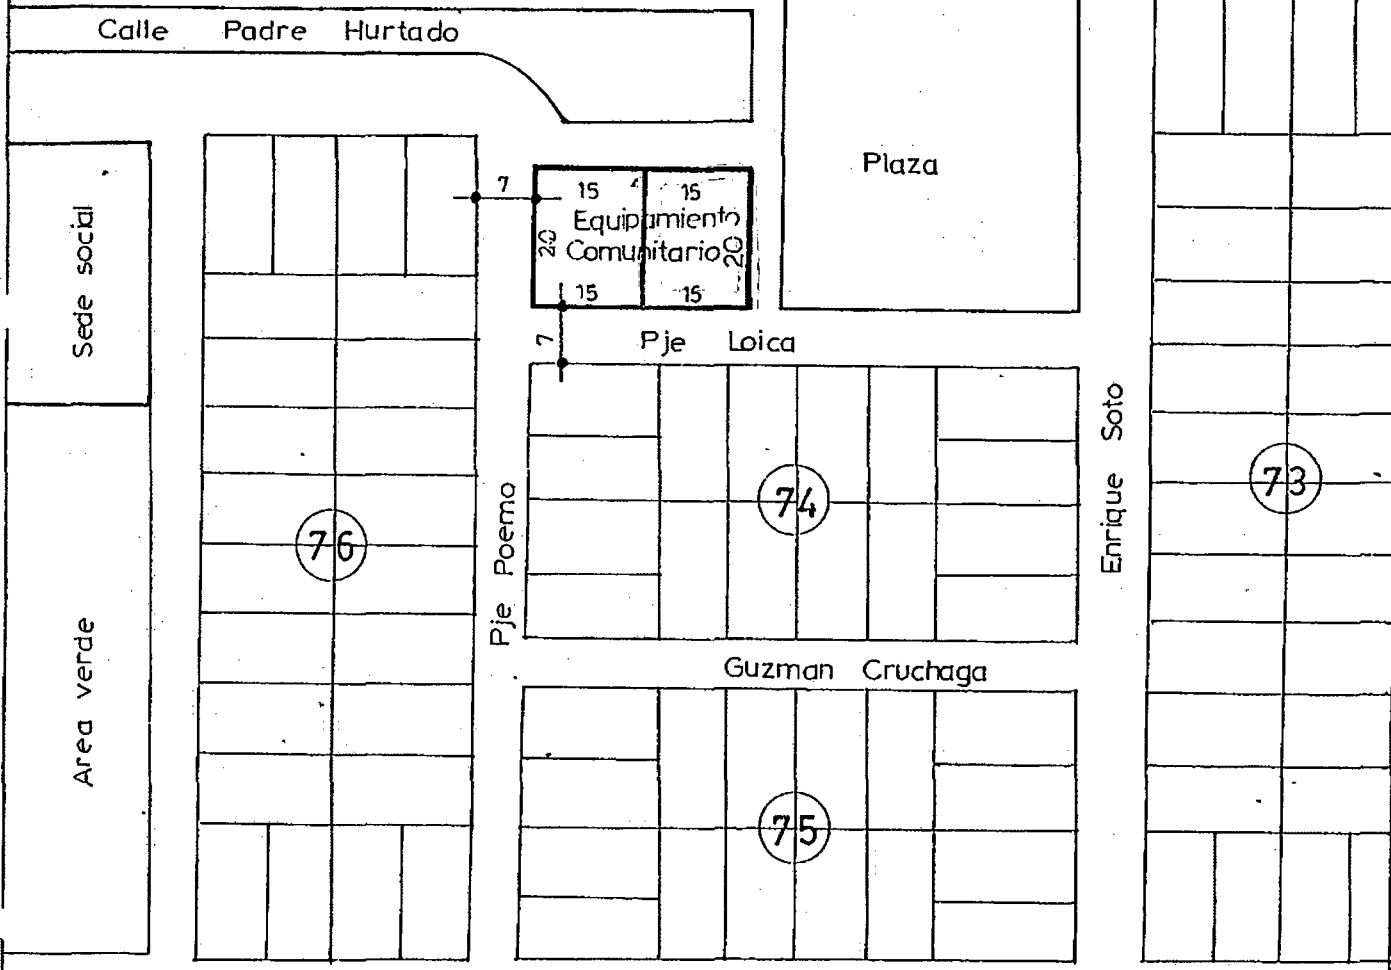 Calle Padre Hurtado
Plaza
Sede social
7
15 15
Equipamiento
Comunitario
20 20
15 15
7
Pje Loica
Enrique Soto
73
74
Pje Poemo
76
Guzman Cruchaga
Area verde
75